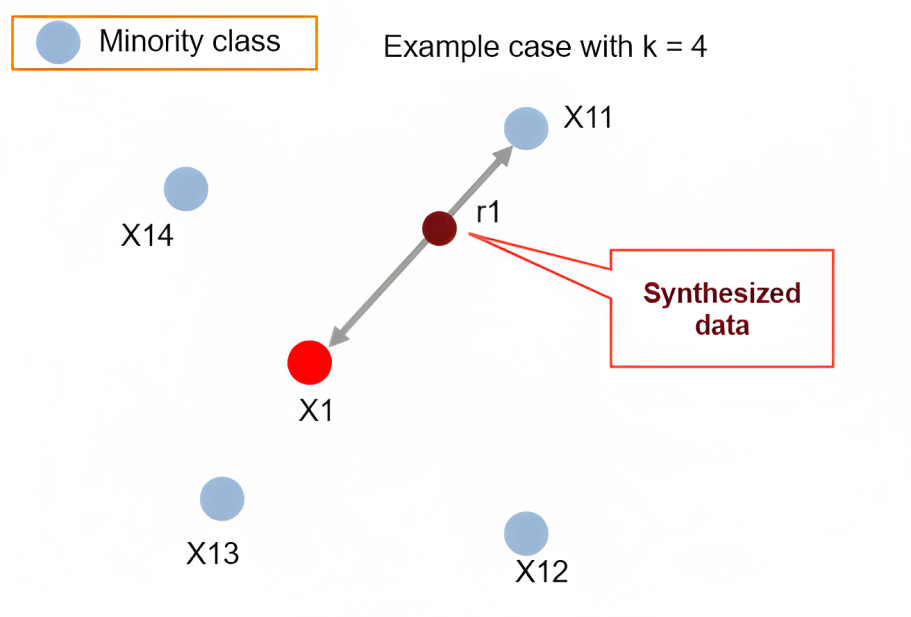 Minority class
Example case with k = 4
X11
r1
X14
Synthesized
data
X1
X13
X12